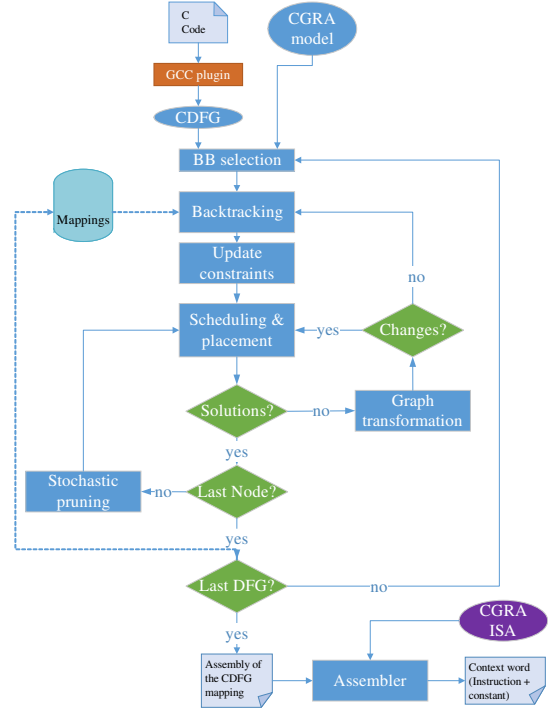 C
Code
CGRA
model
GCC plugin
CDFG
BB selection
Mappings
Backtracking
Update
constraints
no
Scheduling &
placement
yes
Changes?
Solutions?
no
Graph
transformation
yes
Stochastic
pruning
no
Last Node?
yes
Last DFG?
no
CGRA
ISA
yes
Assembly of
the CDFG
mapping
Assembler
Context word
(Instruction +
constant)